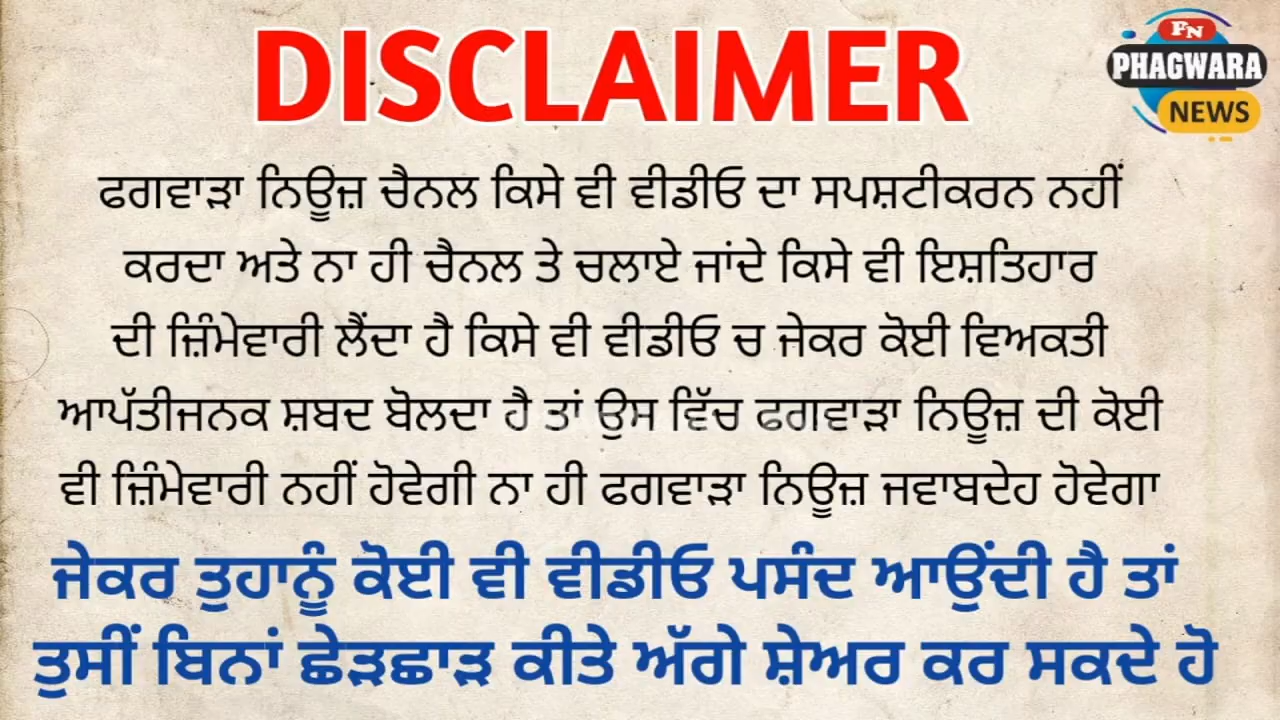 DISCLAIMER
PN
PHAGWARA
NEWS
ਫਗਵਾੜਾ ਨਿਊਜ਼ ਚੈਨਲ ਕਿਸੇ ਵੀ ਵੀਡੀਓ ਦਾ ਸਪਸ਼ਟੀਕਰਨ ਨਹੀਂ
ਕਰਦਾ ਅਤੇ ਨਾ ਹੀ ਚੈਨਲ ਤੇ ਚਲਾਏ ਜਾਂਦੇ ਕਿਸੇ ਵੀ ਇਸ਼ਤਿਹਾਰ
ਦੀ ਜ਼ਿੰਮੇਵਾਰੀ ਲੈਂਦਾ ਹੈ ਕਿਸੇ ਵੀ ਵੀਡੀਓ ਚ ਜੇਕਰ ਕੋਈ ਵਿਅਕਤੀ
ਆਪੱਤੀਜਨਕ ਸ਼ਬਦ ਬੋਲਦਾ ਹੈ ਤਾਂ ਉਸ ਵਿੱਚ ਫਗਵਾੜਾ ਨਿਊਜ਼ ਦੀ ਕੋਈ
ਵੀ ਜ਼ਿੰਮੇਵਾਰੀ ਨਹੀਂ ਹੋਵੇਗੀ ਨਾ ਹੀ ਫਗਵਾੜਾ ਨਿਊਜ਼ ਜਵਾਬਦੇਹ ਹੋਵੇਗਾ
ਜੇਕਰ ਤੁਹਾਨੂੰ ਕੋਈ ਵੀ ਵੀਡੀਓ ਪਸੰਦ ਆਉਂਦੀ ਹੈ ਤਾਂ
ਤੁਸੀਂ ਬਿਨਾਂ ਛੇੜਛਾੜ ਕੀਤੇ ਅੱਗੇ ਸ਼ੇਅਰ ਕਰ ਸਕਦੇ ਹੋ